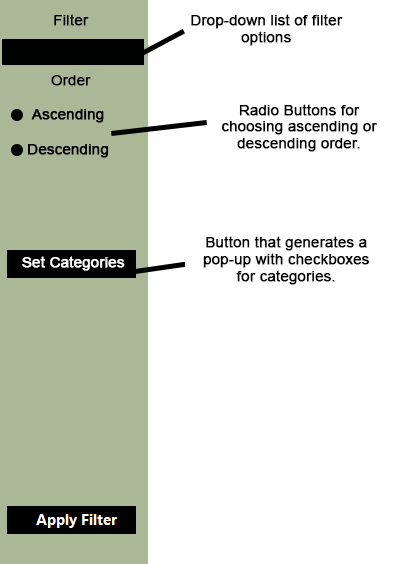 Filter
Drop-down list of filter
options
Order
Ascending
Descending
Radio Buttons for
choosing ascending or
descending order.
Set Categories
Button that generates a
pop-up with checkboxes
for categories.
Apply Filter